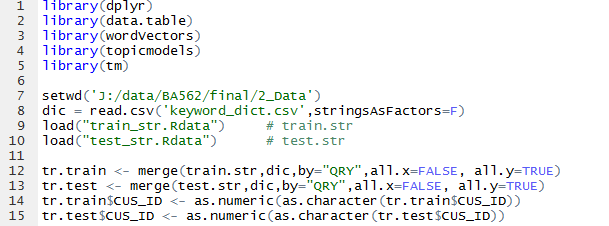 1 library(dplyr)
2 library(data.table)
3 library(wordVectors)
4 library(topicmodels)
5 library(tm)
6
7 setwd('J:/data/BA562/final/2_Data')
8 dic = read.csv('keyword_dict.csv',stringsAsFactors=F)
9 load("train_str.Rdata")     # train.str
10 load("test_str.Rdata")      # test.str
11
12 tr.train <- merge(train.str,dic,by="QRY",all.x=FALSE, all.y=TRUE)
13 tr.test <- merge(test.str,dic,by="QRY",all.x=FALSE, all.y=TRUE)
14 tr.train$CUS_ID <- as.numeric(as.character(tr.train$CUS_ID))
15 tr.test$CUS_ID <- as.numeric(as.character(tr.test$CUS_ID))